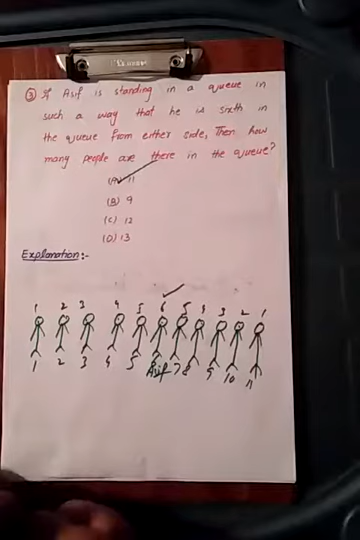 ③ If Asif is standing in a queue in
such a way that he is sixth in
the queue from either side, Then how
many people are there in the queue?
(A) 11
(B) 9
(C) 12
(D) 13
Explanation:-
1 2 3 4 5 6 5 4 3 2 1
1 2 3 4 5 Asif 7 8 9 10 11